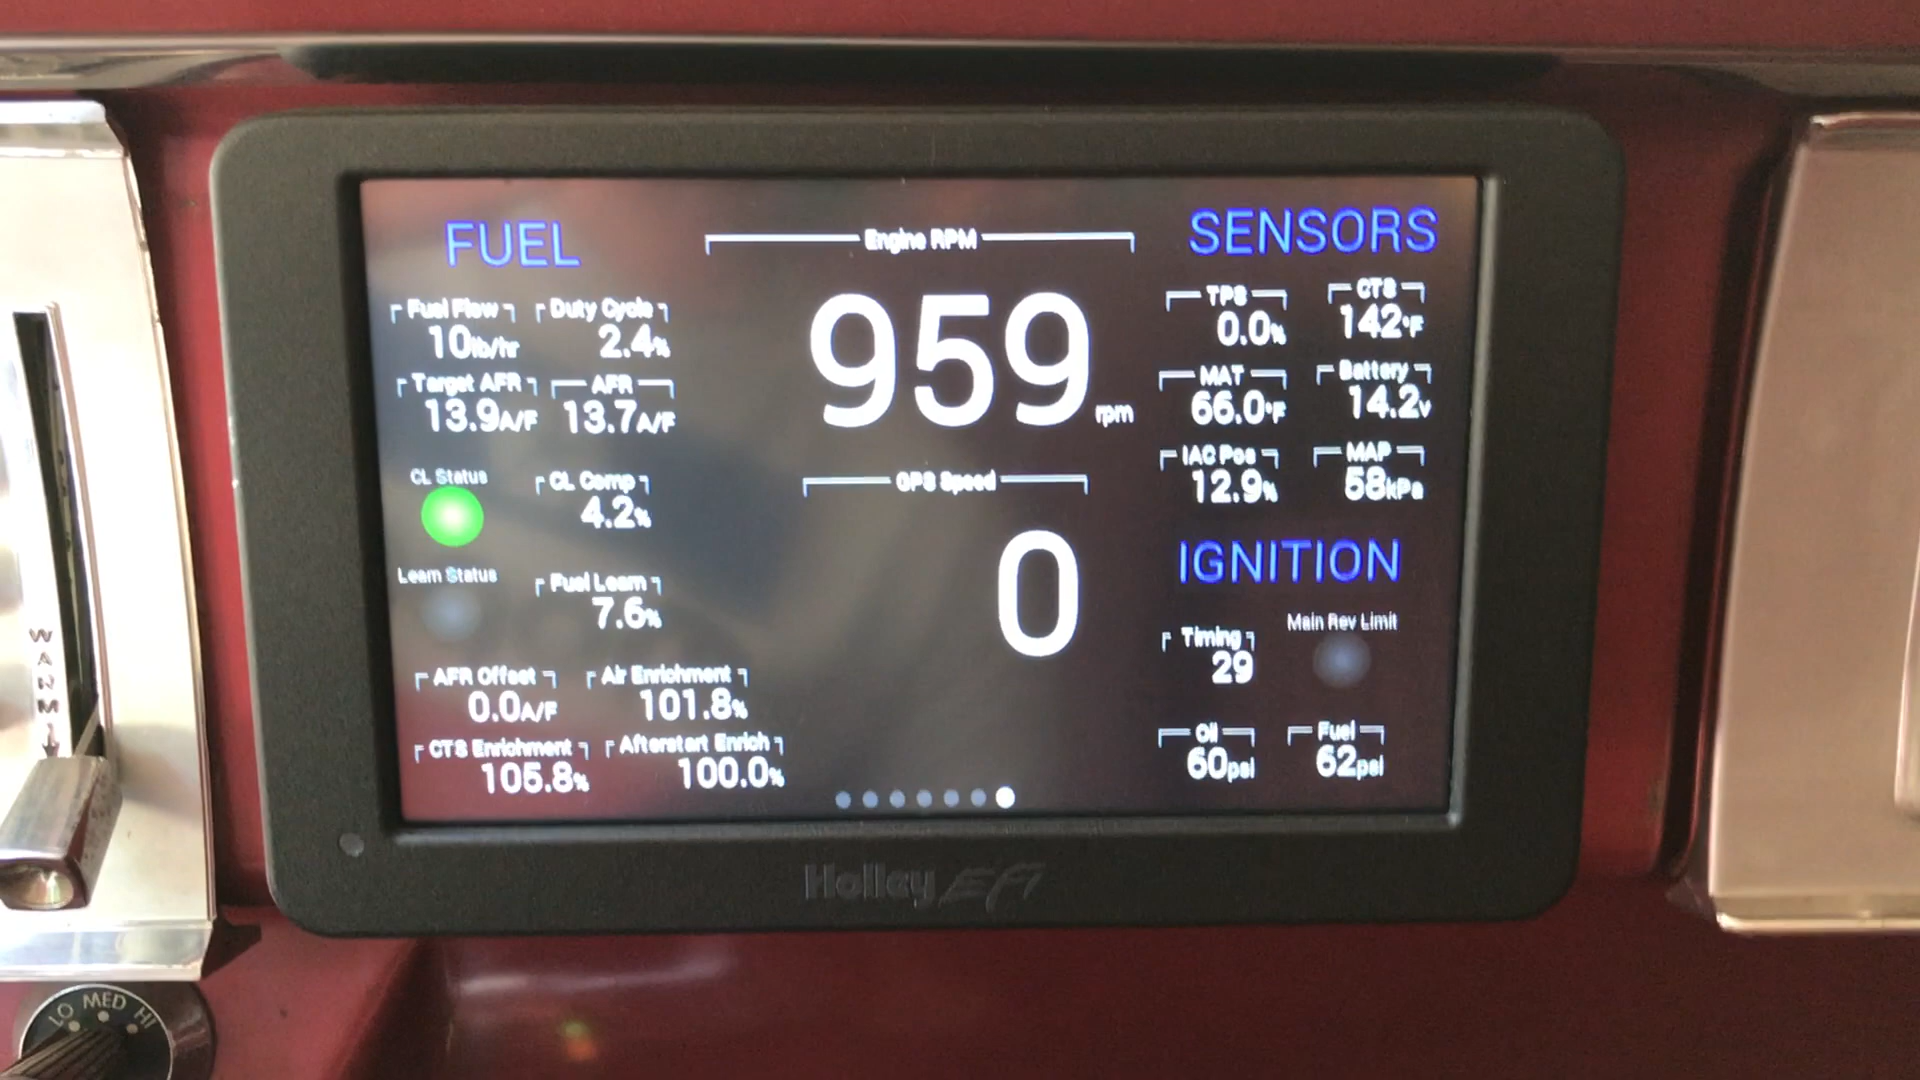 FUEL
Engine RPM
SENSORS
Fuel Flow
Duty Cycle
10lb/hr
2.4%
959rpm
TPS
CTS
0.0%
142°F
Target AFR
AFR
13.9A/F
13.7A/F
MAT
Battery
66.0°F
14.2v
CL Status
CL Comp
4.2%
GPS Speed
0
IAC Pos
MAP
12.9%
58kPa
Learn Status
Fuel Learn
7.6%
IGNITION
Main Rev Limit
Timing
29
AFR Offset
Air Enrichment
0.0A/F
101.8%
CTS Enrichment
Afterstart Enrich
105.8%
100.0%
Oil
Fuel
60psi
62psi
Holley EFI
WARM
LO MED HI